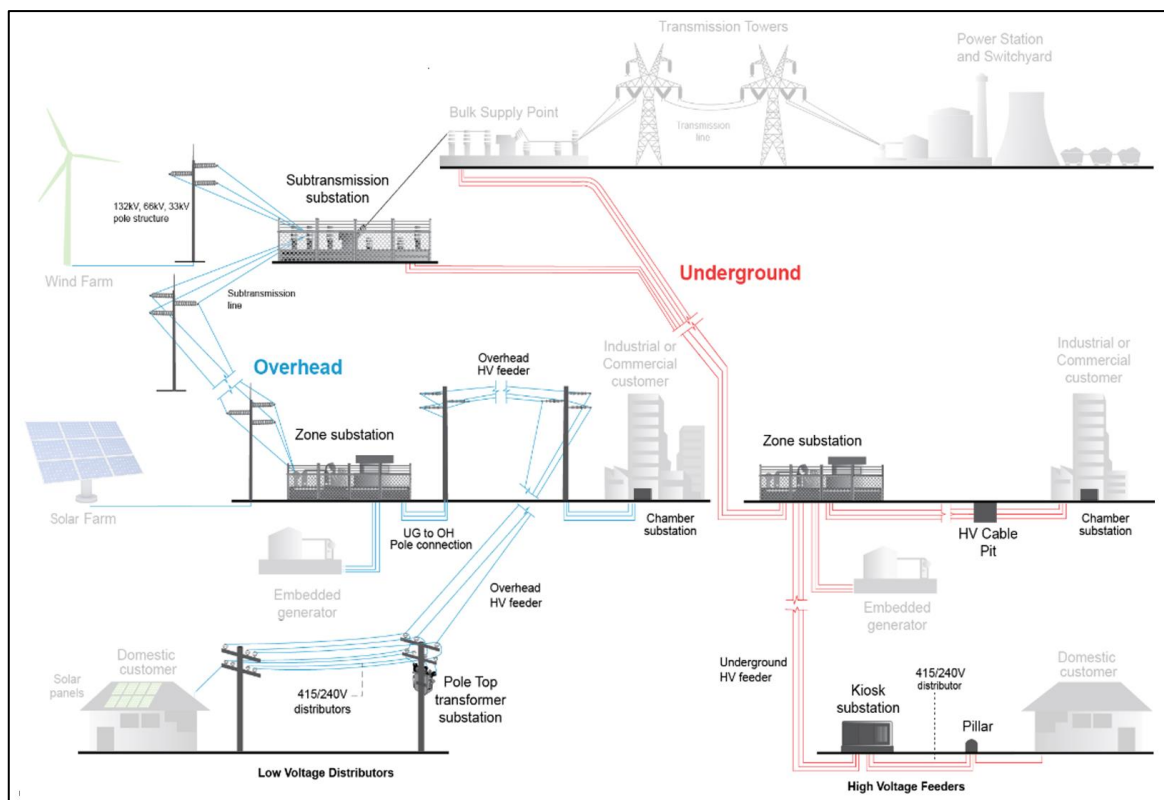 Transmission Towers
Power Station
and Switchyard
Bulk Supply Point
Transmission
line
Subtransmission
substation
132kV, 66kV, 33kV
pole structure
Wind Farm
Underground
Subtransmission
line
Overhead
Overhead
HV feeder
Industrial or
Commercial
customer
Industrial or
Commercial
customer
Zone substation
Zone substation
Solar Farm
UG to OH
Pole connection
Chamber
substation
HV Cable
Pit
Chamber
substation
Embedded
generator
Overhead
HV feeder
Embedded
generator
Domestic
customer
Solar
panels
415/240V
distributors
Pole Top
transformer
substation
Underground
HV feeder
Kiosk
substation
415/240V
distributor
Pillar
Domestic
customer
Low Voltage Distributors
High Voltage Feeders